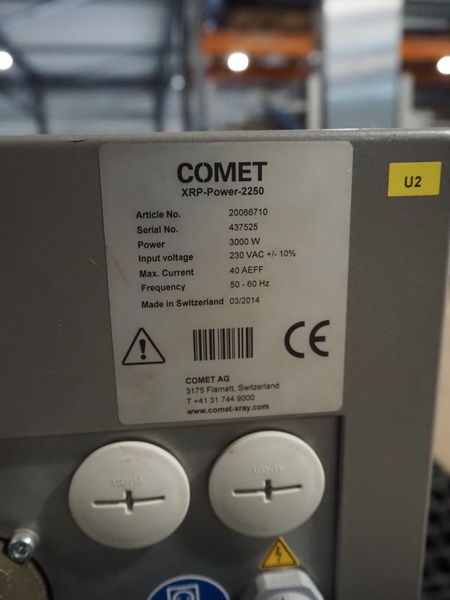 COMET
XRP-Power-2250
U2
Article No. 20066710
Serial No. 437525
Power 3000 W
Input voltage 230 VAC +/- 10%
Max. Current 40 AEFF
Frequency 50 - 60 Hz
Made in Switzerland 03/2014
CE
COMET AG
3175 Flamatt, Switzerland
T +41 31 744 9000
www.comet-xray.com